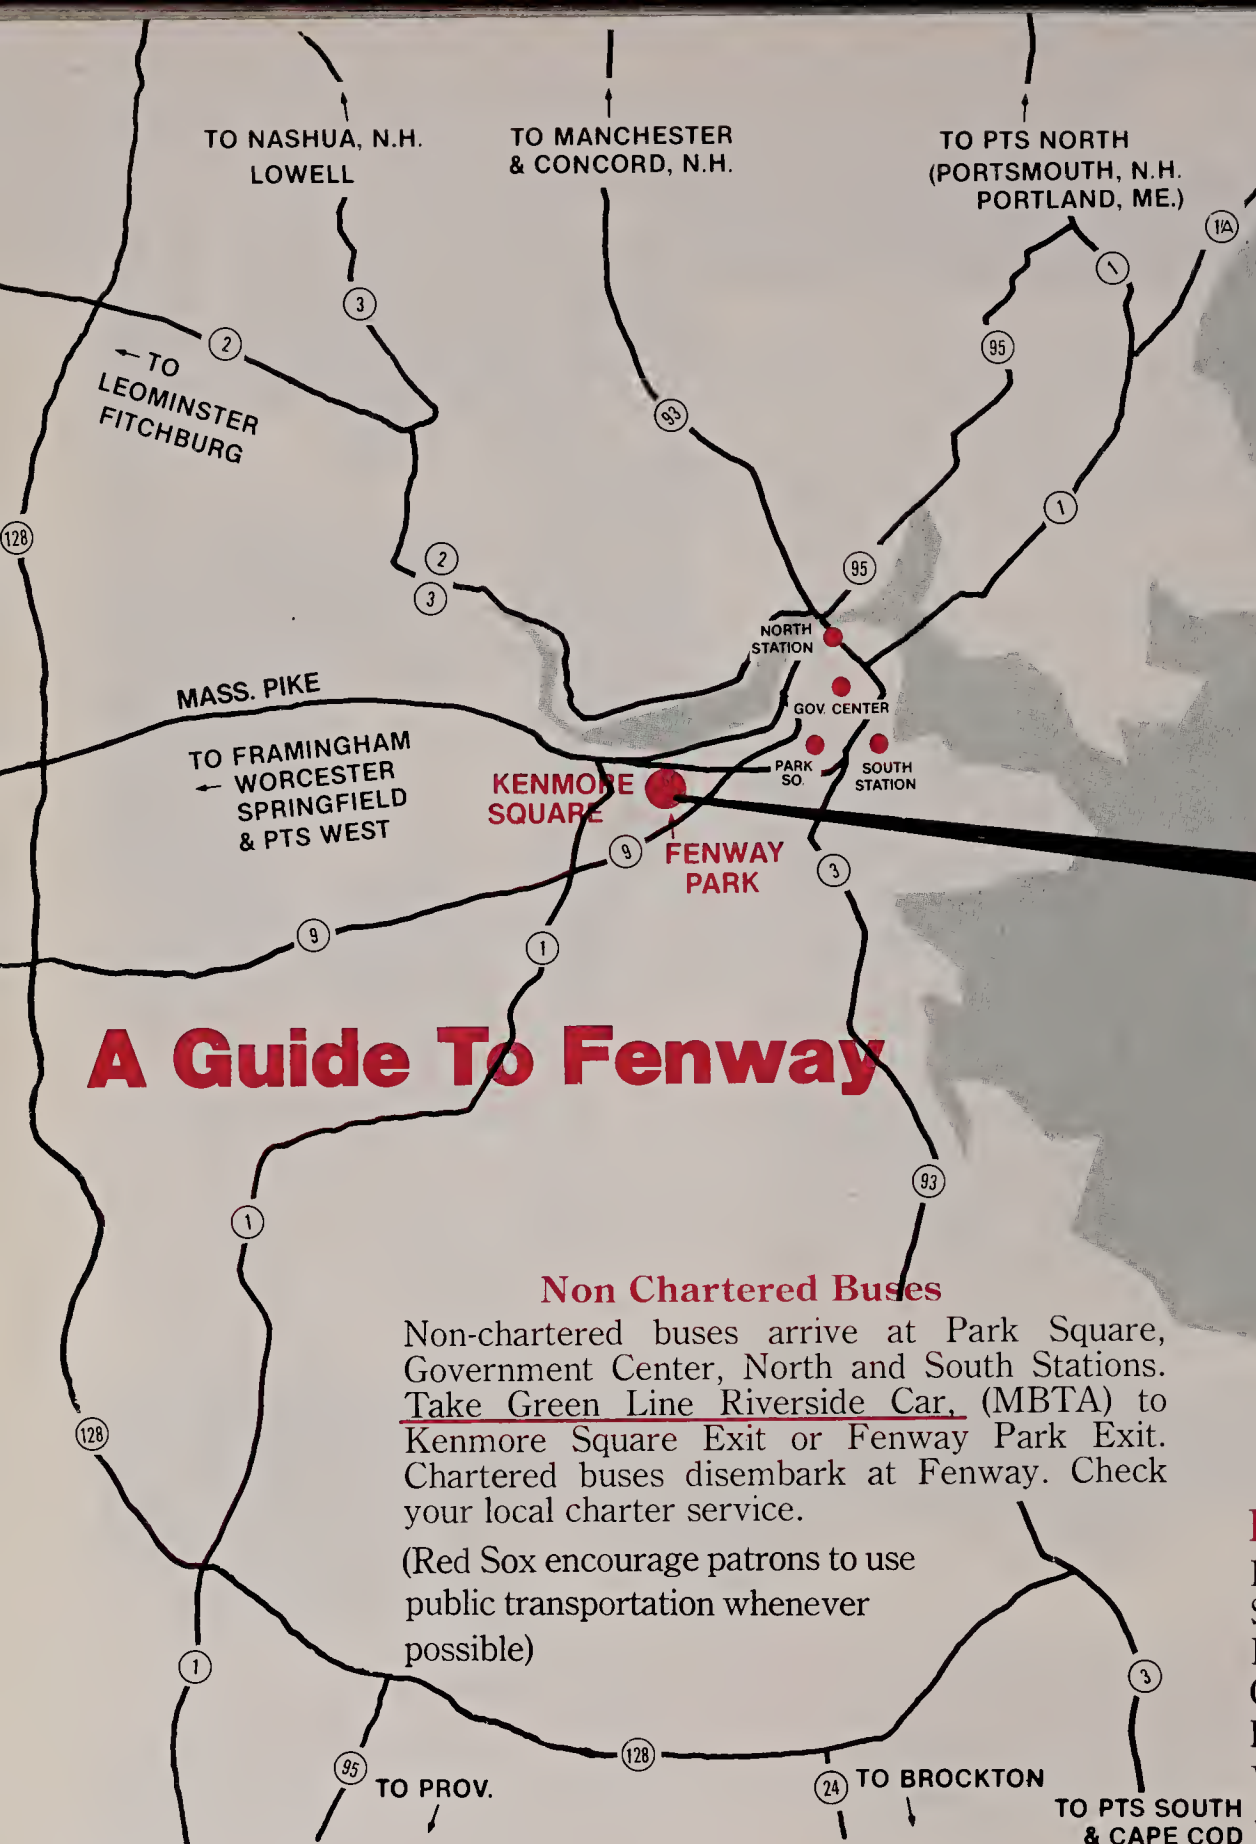 TO NASHUA, N.H.
LOWELL
TO MANCHESTER
& CONCORD, N.H.
TO PTS NORTH
(PORTSMOUTH, N.H.
PORTLAND, ME.)
1A
1
3
2
95
← TO
LEOMINSTER
FITCHBURG
93
1
128
2
3
95
NORTH
STATION
MASS. PIKE
GOV. CENTER
TO FRAMINGHAM
← WORCESTER
SPRINGFIELD
& PTS WEST
KENMORE
SQUARE
PARK
SQ.
SOUTH
STATION
9
FENWAY
PARK
3
9
1
A Guide To Fenway
93
1
Non Chartered Buses
Non-chartered buses arrive at Park Square,
Government Center, North and South Stations.
Take Green Line Riverside Car, (MBTA) to
Kenmore Square Exit or Fenway Park Exit.
Chartered buses disembark at Fenway. Check
your local charter service.
(Red Sox encourage patrons to use
public transportation whenever
possible)
128
1
3
128
95
TO PROV.
24
TO BROCKTON
TO PTS SOUTH
& CAPE COD